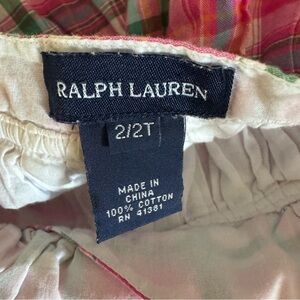 RALPH LAUREN
2/2T
MADE IN
CHINA
100% COTTON
RN 41381